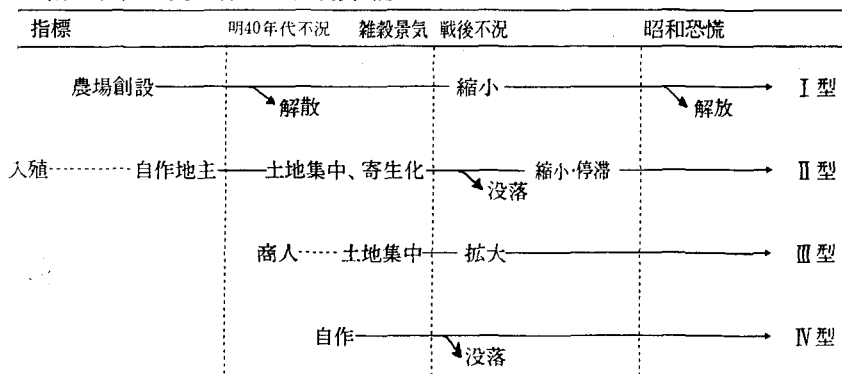 指標 明40年代不況 雑穀景気 戦後不況 昭和恐慌
農場創設 縮小 Ⅰ型
解散 解放
入殖 自作地主 土地集中、寄生化 縮小・停滞 Ⅱ型
没落
商人 土地集中 拡大 Ⅲ型
自作 Ⅳ型
没落